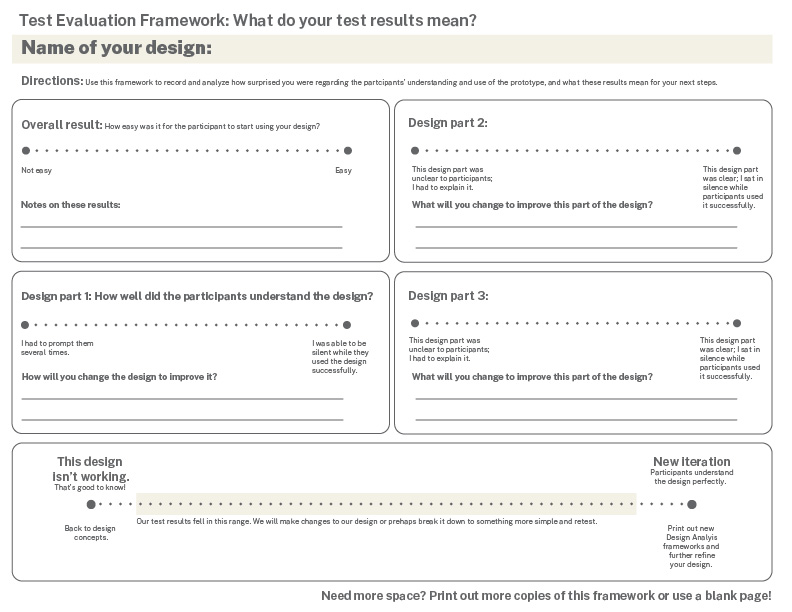 Test Evaluation Framework: What do your test results mean?
Name of your design:
Directions: Use this framework to record and analyze how surprised you were regarding the partcipants' understanding and use of the prototype, and what these results mean for your next steps.
Overall result: How easy was it for the participant to start using your design?
Not easy
Easy
Notes on these results:
Design part 2:
This design part was
unclear to participants;
I had to explain it.
This design part
was clear; I sat in
silence while
participants used
it successfully.
What will you change to improve this part of the design?
Design part 1: How well did the participants understand the design?
I had to prompt them
several times.
I was able to be
silent while they
used the design
successfully.
How will you change the design to improve it?
Design part 3:
This design part was
unclear to participants;
I had to explain it.
This design part
was clear; I sat in
silence while
participants used
it successfully.
What will you change to improve this part of the design?
This design
isn't working.
That's good to know!
Back to design
concepts.
Our test results fell in this range. We will make changes to our design or prehaps break it down to something more simple and retest.
New iteration
Participants understand
the design perfectly.
Print out new
Design Analyis
frameworks and
further refine
your design.
Need more space? Print out more copies of this framework or use a blank page!